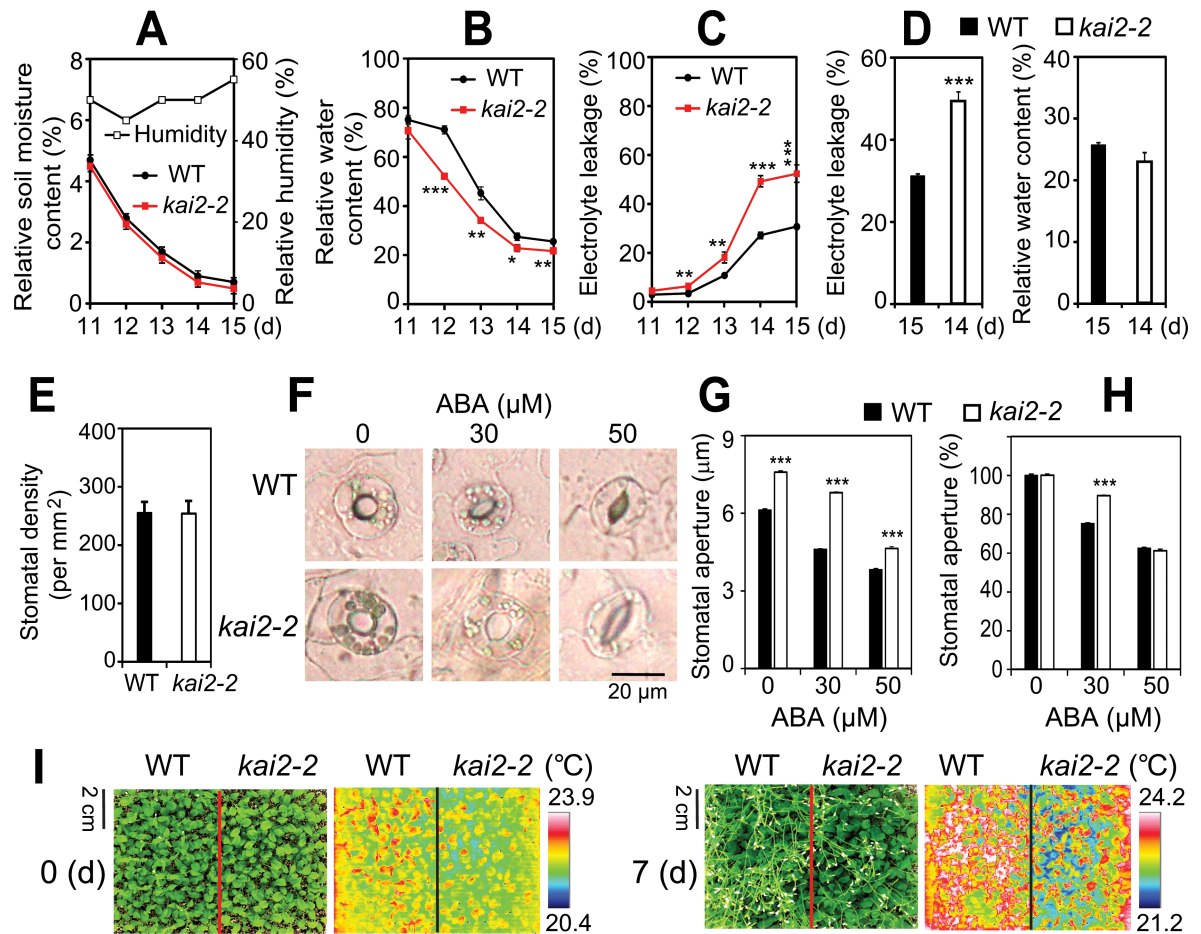 A
Relative soil moisture
content (%)
8
6
4
2
0
60
40
20
0
Relative humidity (%)
Humidity
WT
kai2-2
11 12 13 14 15 (d)
B
Relative water
content (%)
100
80
60
40
20
0
WT
kai2-2
***
**
*
**
11 12 13 14 15 (d)
C
Electrolyte leakage (%)
100
80
60
40
20
0
WT
kai2-2
**
**
***
***
11 12 13 14 15 (d)
D
WT kai2-2
Electrolyte leakage (%)
60
40
20
0
***
15 14 (d)
Relative water content (%)
40
30
20
10
0
15 14 (d)
E
Stomatal density
(per mm2)
400
300
200
100
0
WT kai2-2
F
ABA (µM)
0 30 50
WT
kai2-2
20 µm
G
WT kai2-2
Stomatal aperture (µm)
9
6
3
0
***
***
***
0 30 50
ABA (µM)
H
Stomatal aperture (%)
120
100
80
60
40
20
0
***
0 30 50
ABA (µM)
I
WT kai2-2 WT kai2-2 (°C)
2 cm
0 (d)
23.9
20.4
WT kai2-2 WT kai2-2 (°C)
2 cm
7 (d)
24.2
21.2